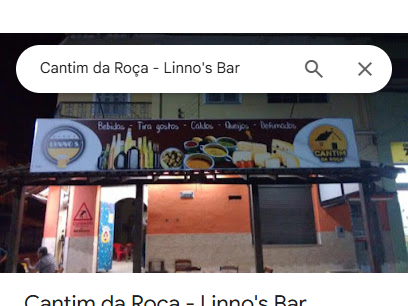 Cantim da Roça - Linno's Bar
Bebidas - Tira gostos - Caldos - Queijos - Defumados
LINNO'S
CANTIM
DA ROÇA
Cantim da Roça - Linno's Bar